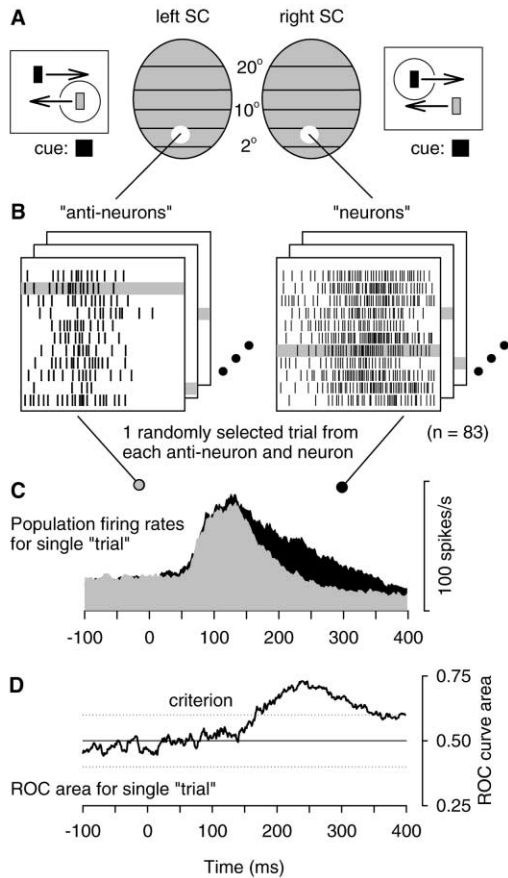 A
left SC
right SC
20°
10°
2°
cue:
cue:
B
"anti-neurons"
"neurons"
1 randomly selected trial from
each anti-neuron and neuron
(n = 83)
C
Population firing rates
for single "trial"
100 spikes/s
-100 0 100 200 300 400
D
criterion
ROC area for single "trial"
0.75
0.50
0.25
ROC curve area
-100 0 100 200 300 400
Time (ms)